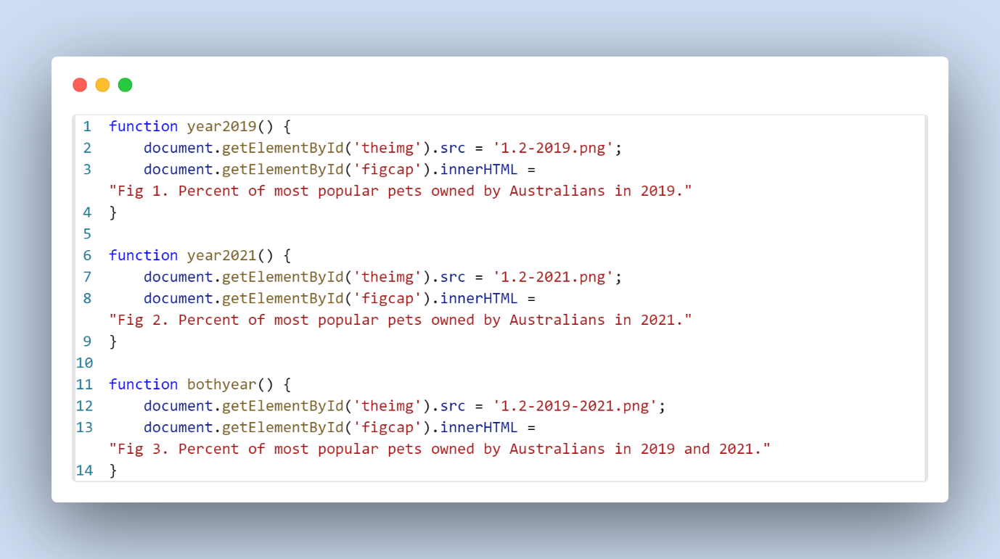 1 function year2019() {
2     document.getElementById('theimg').src = '1.2-2019.png';
3     document.getElementById('figcap').innerHTML =
"Fig 1. Percent of most popular pets owned by Australians in 2019."
4 }
5
6 function year2021() {
7     document.getElementById('theimg').src = '1.2-2021.png';
8     document.getElementById('figcap').innerHTML =
"Fig 2. Percent of most popular pets owned by Australians in 2021."
9 }
10
11 function bothyear() {
12     document.getElementById('theimg').src = '1.2-2019-2021.png';
13     document.getElementById('figcap').innerHTML =
"Fig 3. Percent of most popular pets owned by Australians in 2019 and 2021."
14 }